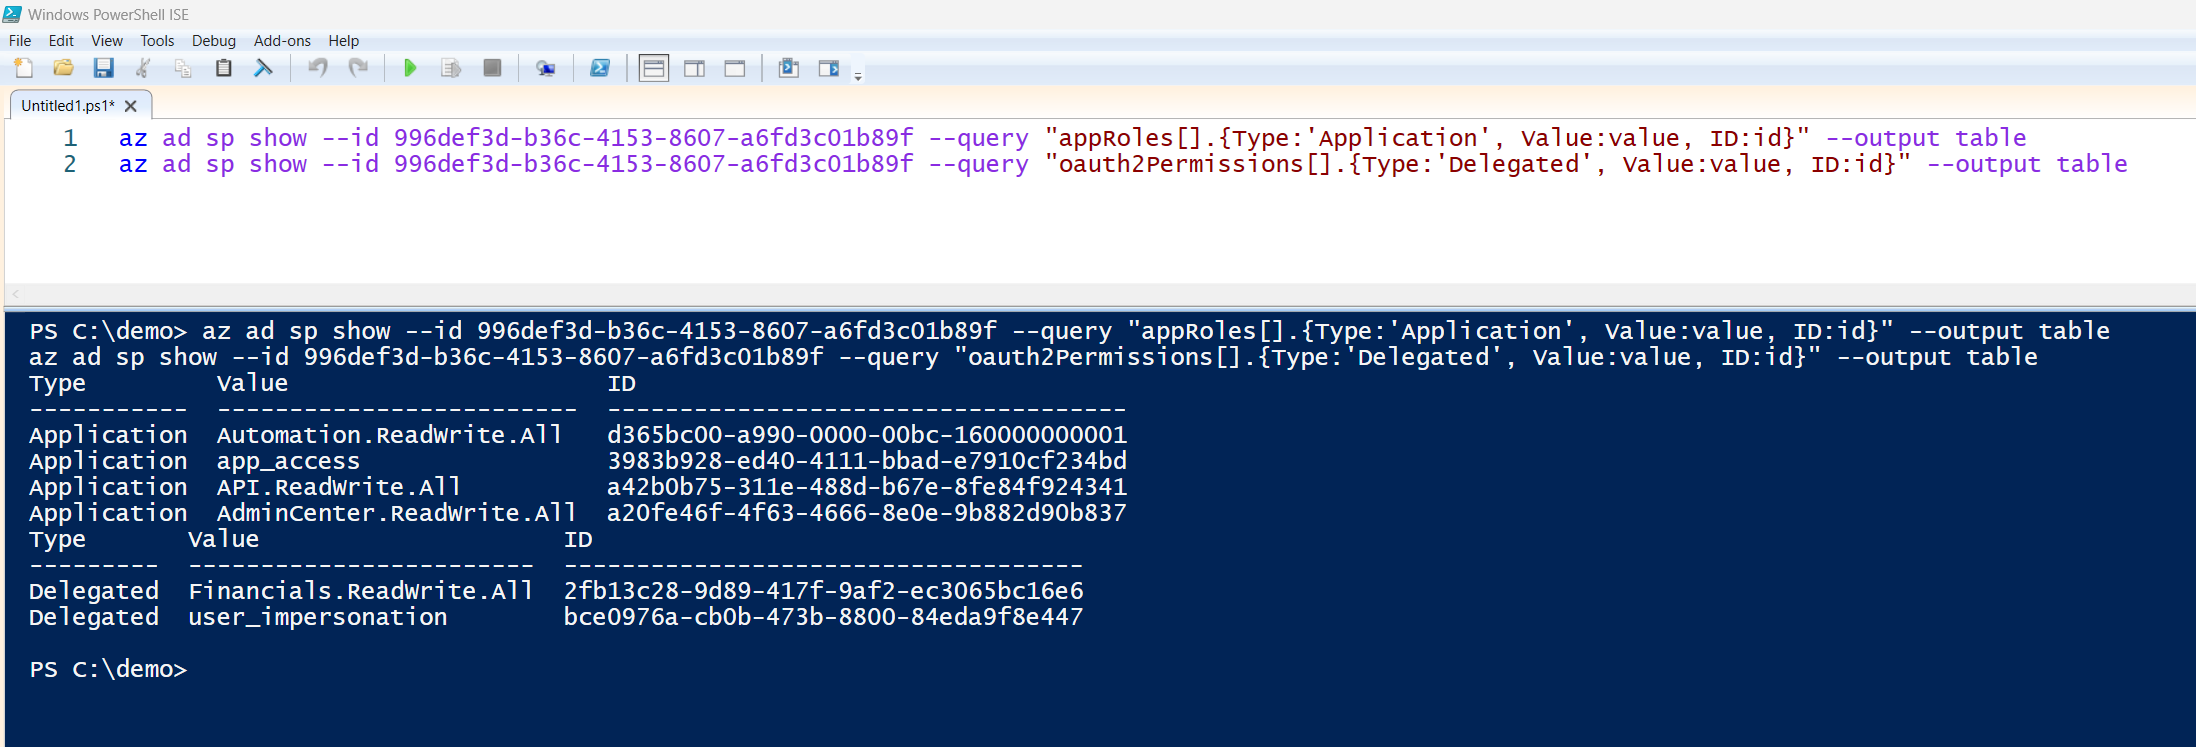 Windows PowerShell ISE
File Edit View Tools Debug Add-ons Help
Untitled1.ps1*
1 az ad sp show --id 996def3d-b36c-4153-8607-a6fd3c01b89f --query "appRoles[].{Type:'Application', Value:value, ID:id}" --output table
2 az ad sp show --id 996def3d-b36c-4153-8607-a6fd3c01b89f --query "oauth2Permissions[].{Type:'Delegated', Value:value, ID:id}" --output table
PS C:\demo> az ad sp show --id 996def3d-b36c-4153-8607-a6fd3c01b89f --query "appRoles[].{Type:'Application', Value:value, ID:id}" --output table
az ad sp show --id 996def3d-b36c-4153-8607-a6fd3c01b89f --query "oauth2Permissions[].{Type:'Delegated', Value:value, ID:id}" --output table
Type Value ID
----------- ------------------------- ------------------------------------
Application Automation.ReadWrite.All d365bc00-a990-0000-00bc-160000000001
Application app_access 3983b928-ed40-4111-bbad-e7910cf234bd
Application API.ReadWrite.All a42b0b75-311e-488d-b67e-8fe84f924341
Application AdminCenter.ReadWrite.All a20fe46f-4f63-4666-8e0e-9b882d90b837
Type Value ID
--------- ------------------------ ------------------------------------
Delegated Financials.ReadWrite.All 2fb13c28-9d89-417f-9af2-ec3065bc16e6
Delegated user_impersonation bce0976a-cb0b-473b-8800-84eda9f8e447
PS C:\demo>